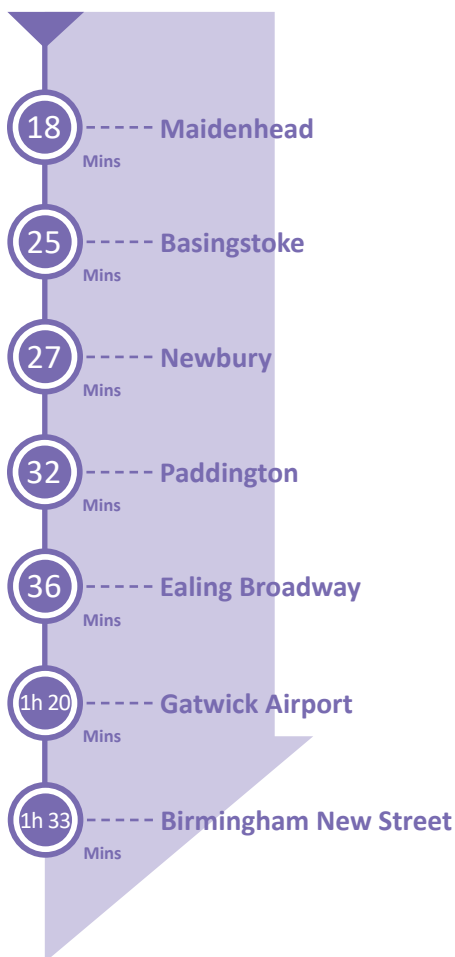 18 Maidenhead
Mins
25 Basingstoke
Mins
27 Newbury
Mins
32 Paddington
Mins
36 Ealing Broadway
Mins
1h 20 Gatwick Airport
Mins
1h 33 Birmingham New Street
Mins